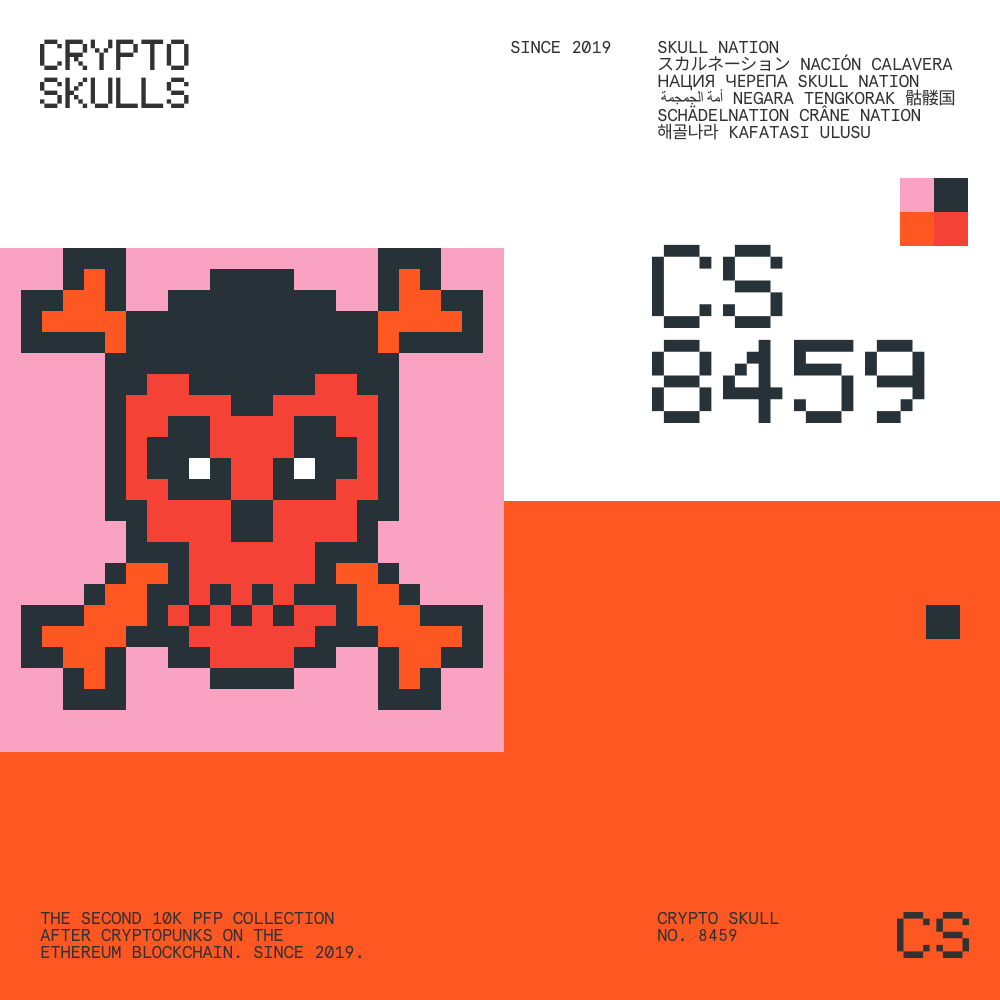 CRYPTO
SKULLS
SINCE 2019
SKULL NATION
スカルネーション NACIÓN CALAVERA
НАЦИЯ ЧЕРЕПА SKULL NATION
أمة الجمجمة NEGARA TENGKORAK 骷髅国
SCHÄDELNATION CRÂNE NATION
해골나라 KAFATASI ULUSU
CS
8459
THE SECOND 10K PFP COLLECTION
AFTER CRYPTOPUNKS ON THE
ETHEREUM BLOCKCHAIN. SINCE 2019.
CRYPTO SKULL
NO. 8459
CS